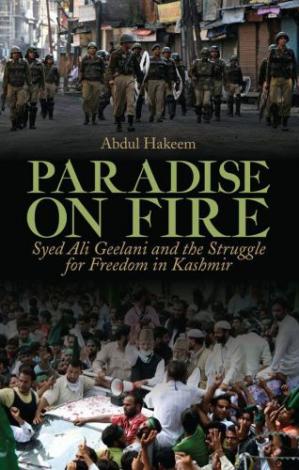 Abdul Hakeem
PARADISE
ON FIRE
Syed Ali Geelani and the Struggle
for Freedom in Kashmir